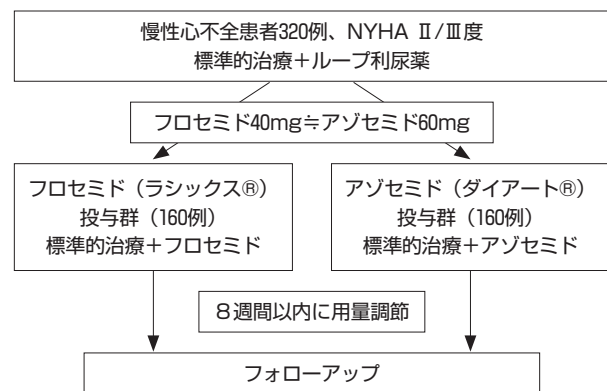 慢性心不全患者320例、NYHA Ⅱ/Ⅲ度
標準的治療+ループ利尿薬
フロセミド40mg≒アゾセミド60mg
フロセミド(ラシックス®)
投与群(160例)
標準的治療+フロセミド
アゾセミド(ダイアート®)
投与群(160例)
標準的治療+アゾセミド
8週間以内に用量調節
フォローアップ